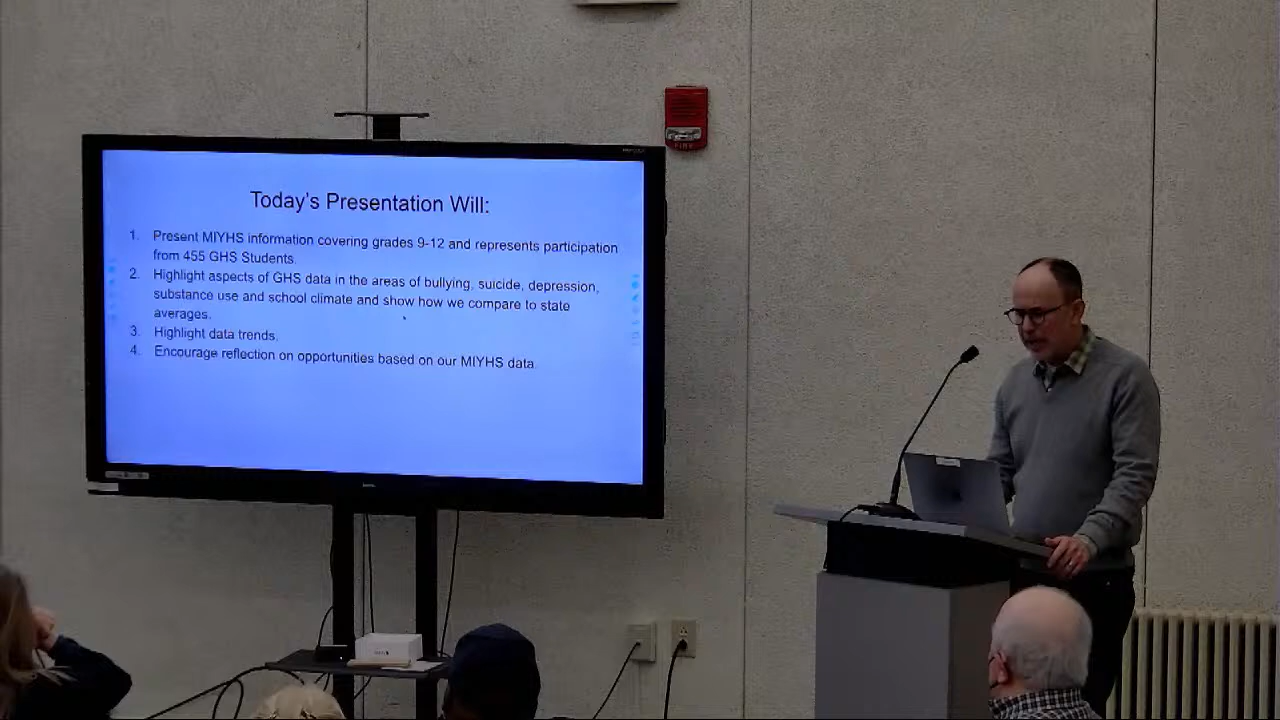 Today's Presentation Will:
1. Present MIYHS information covering grades 9-12 and represents participation
from 455 GHS Students.
2. Highlight aspects of GHS data in the areas of bullying, suicide, depression,
substance use and school climate and show how we compare to state
averages.
3. Highlight data trends.
4. Encourage reflection on opportunities based on our MIYHS data.
FIRE